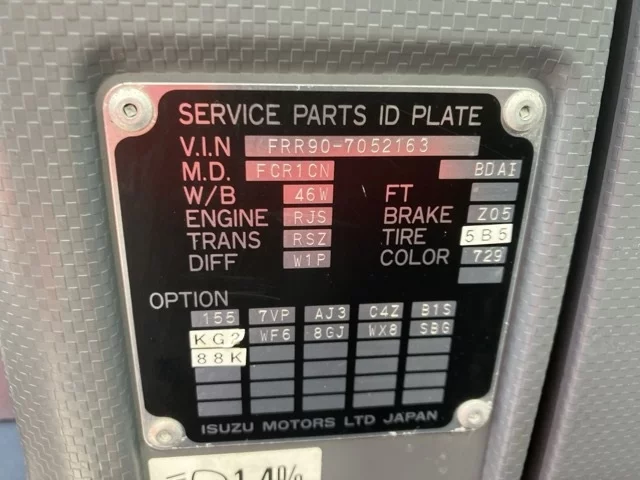 SERVICE PARTS ID PLATE
V.I.N FRR90-7052163
M.D. FCR1CN BDAI
W/B 46W FT
ENGINE RJS BRAKE Z05
TRANS RSZ TIRE 5B5
DIFF W1P COLOR 729
OPTION
155 7VP AJ3 C4Z B1S
KG2 WF6 8GJ WX8 SBG
88K
ISUZU MOTORS LTD JAPAN
1.4%